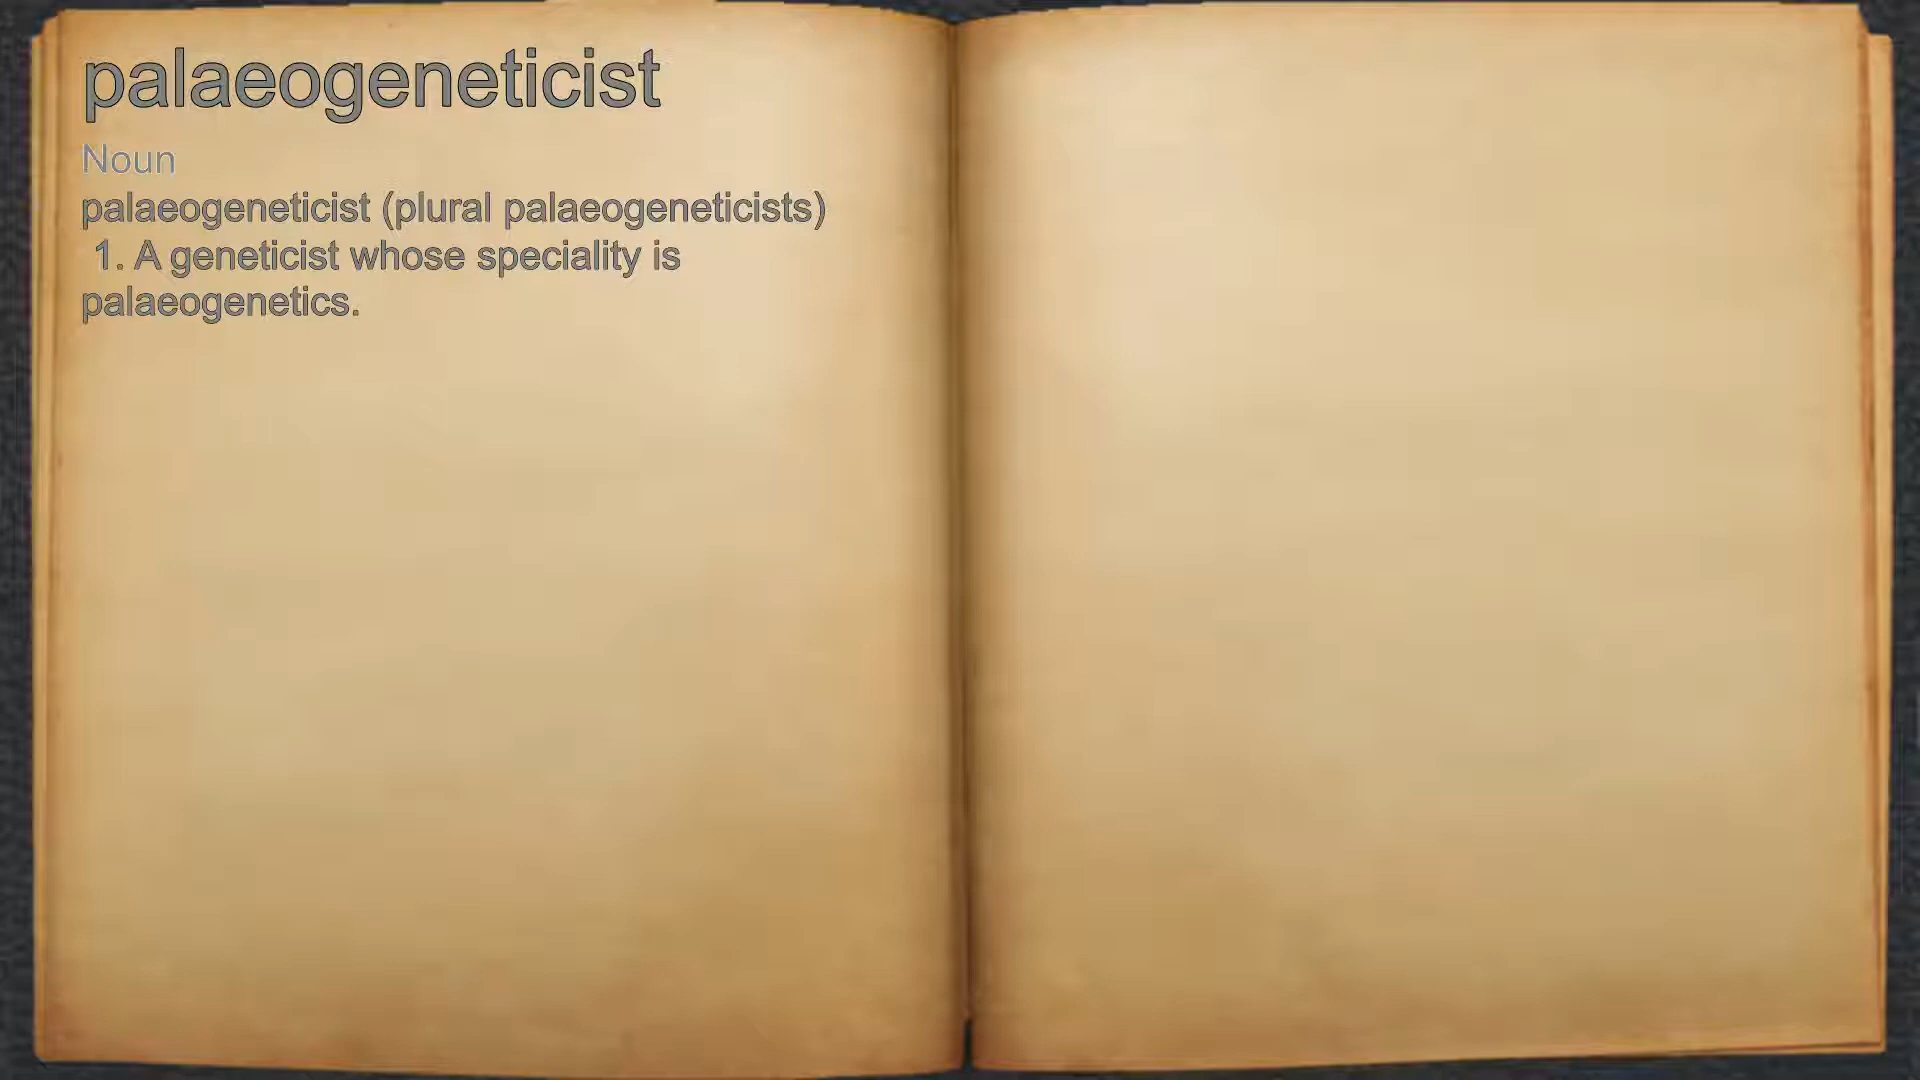 palaeogeneticist
Noun
palaeogeneticist (plural palaeogeneticists)
1. A geneticist whose speciality is
palaeogenetics.